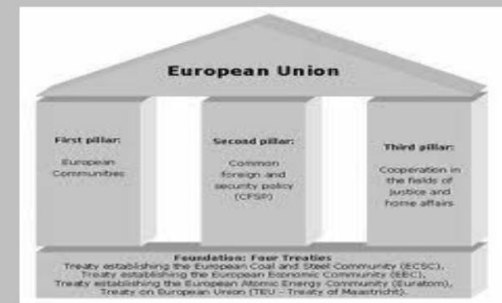 European Union
First pillar:
European
Communities
Second pillar:
Common
foreign and
security policy
(CFSP)
Third pillar:
Cooperation in
the fields of
justice and
home affairs
Foundation: Four Treaties
Treaty establishing the European Coal and Steel Community (ECSC),
Treaty establishing the European Economic Community (EEC),
Treaty establishing the European Atomic Energy Community (Euratom),
Treaty on European Union (TEU - Treaty of Maastricht).